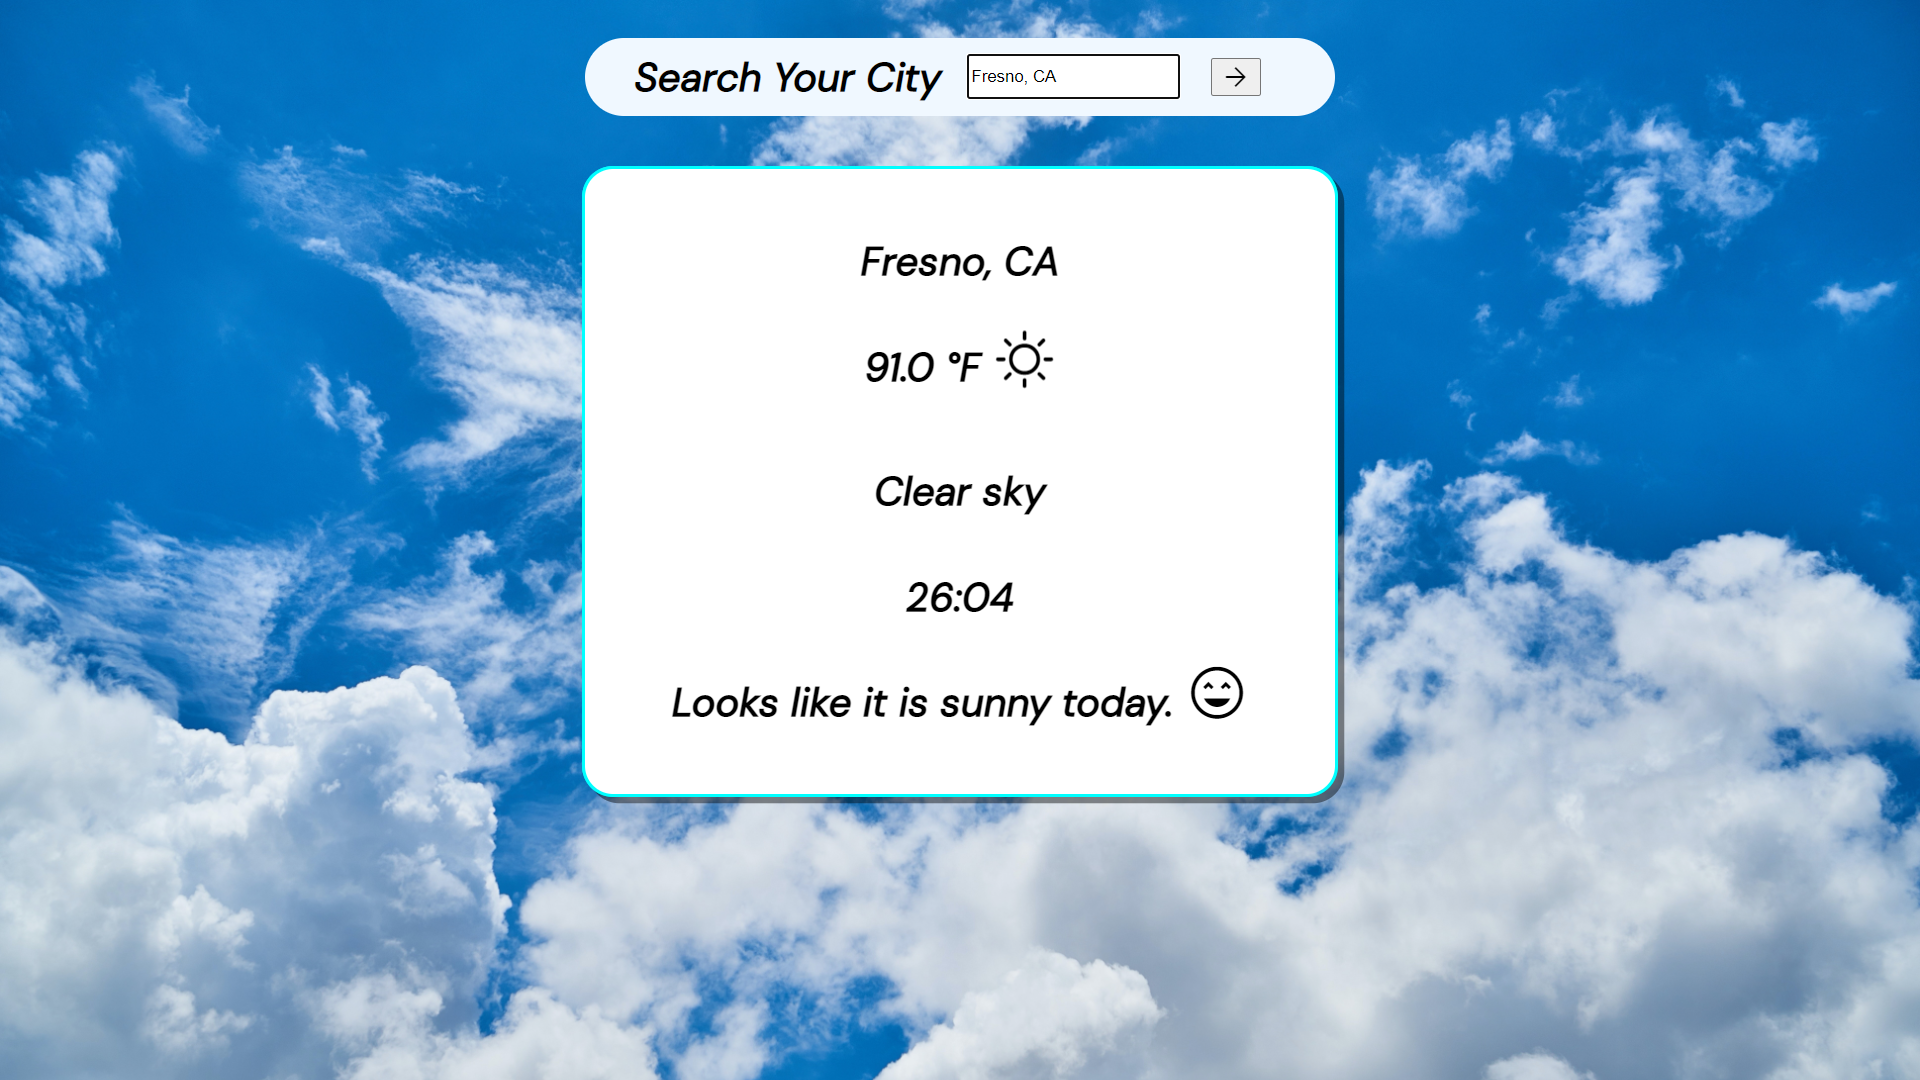 Search Your City
Fresno, CA
Fresno, CA
91.0 °F
Clear sky
26:04
Looks like it is sunny today.